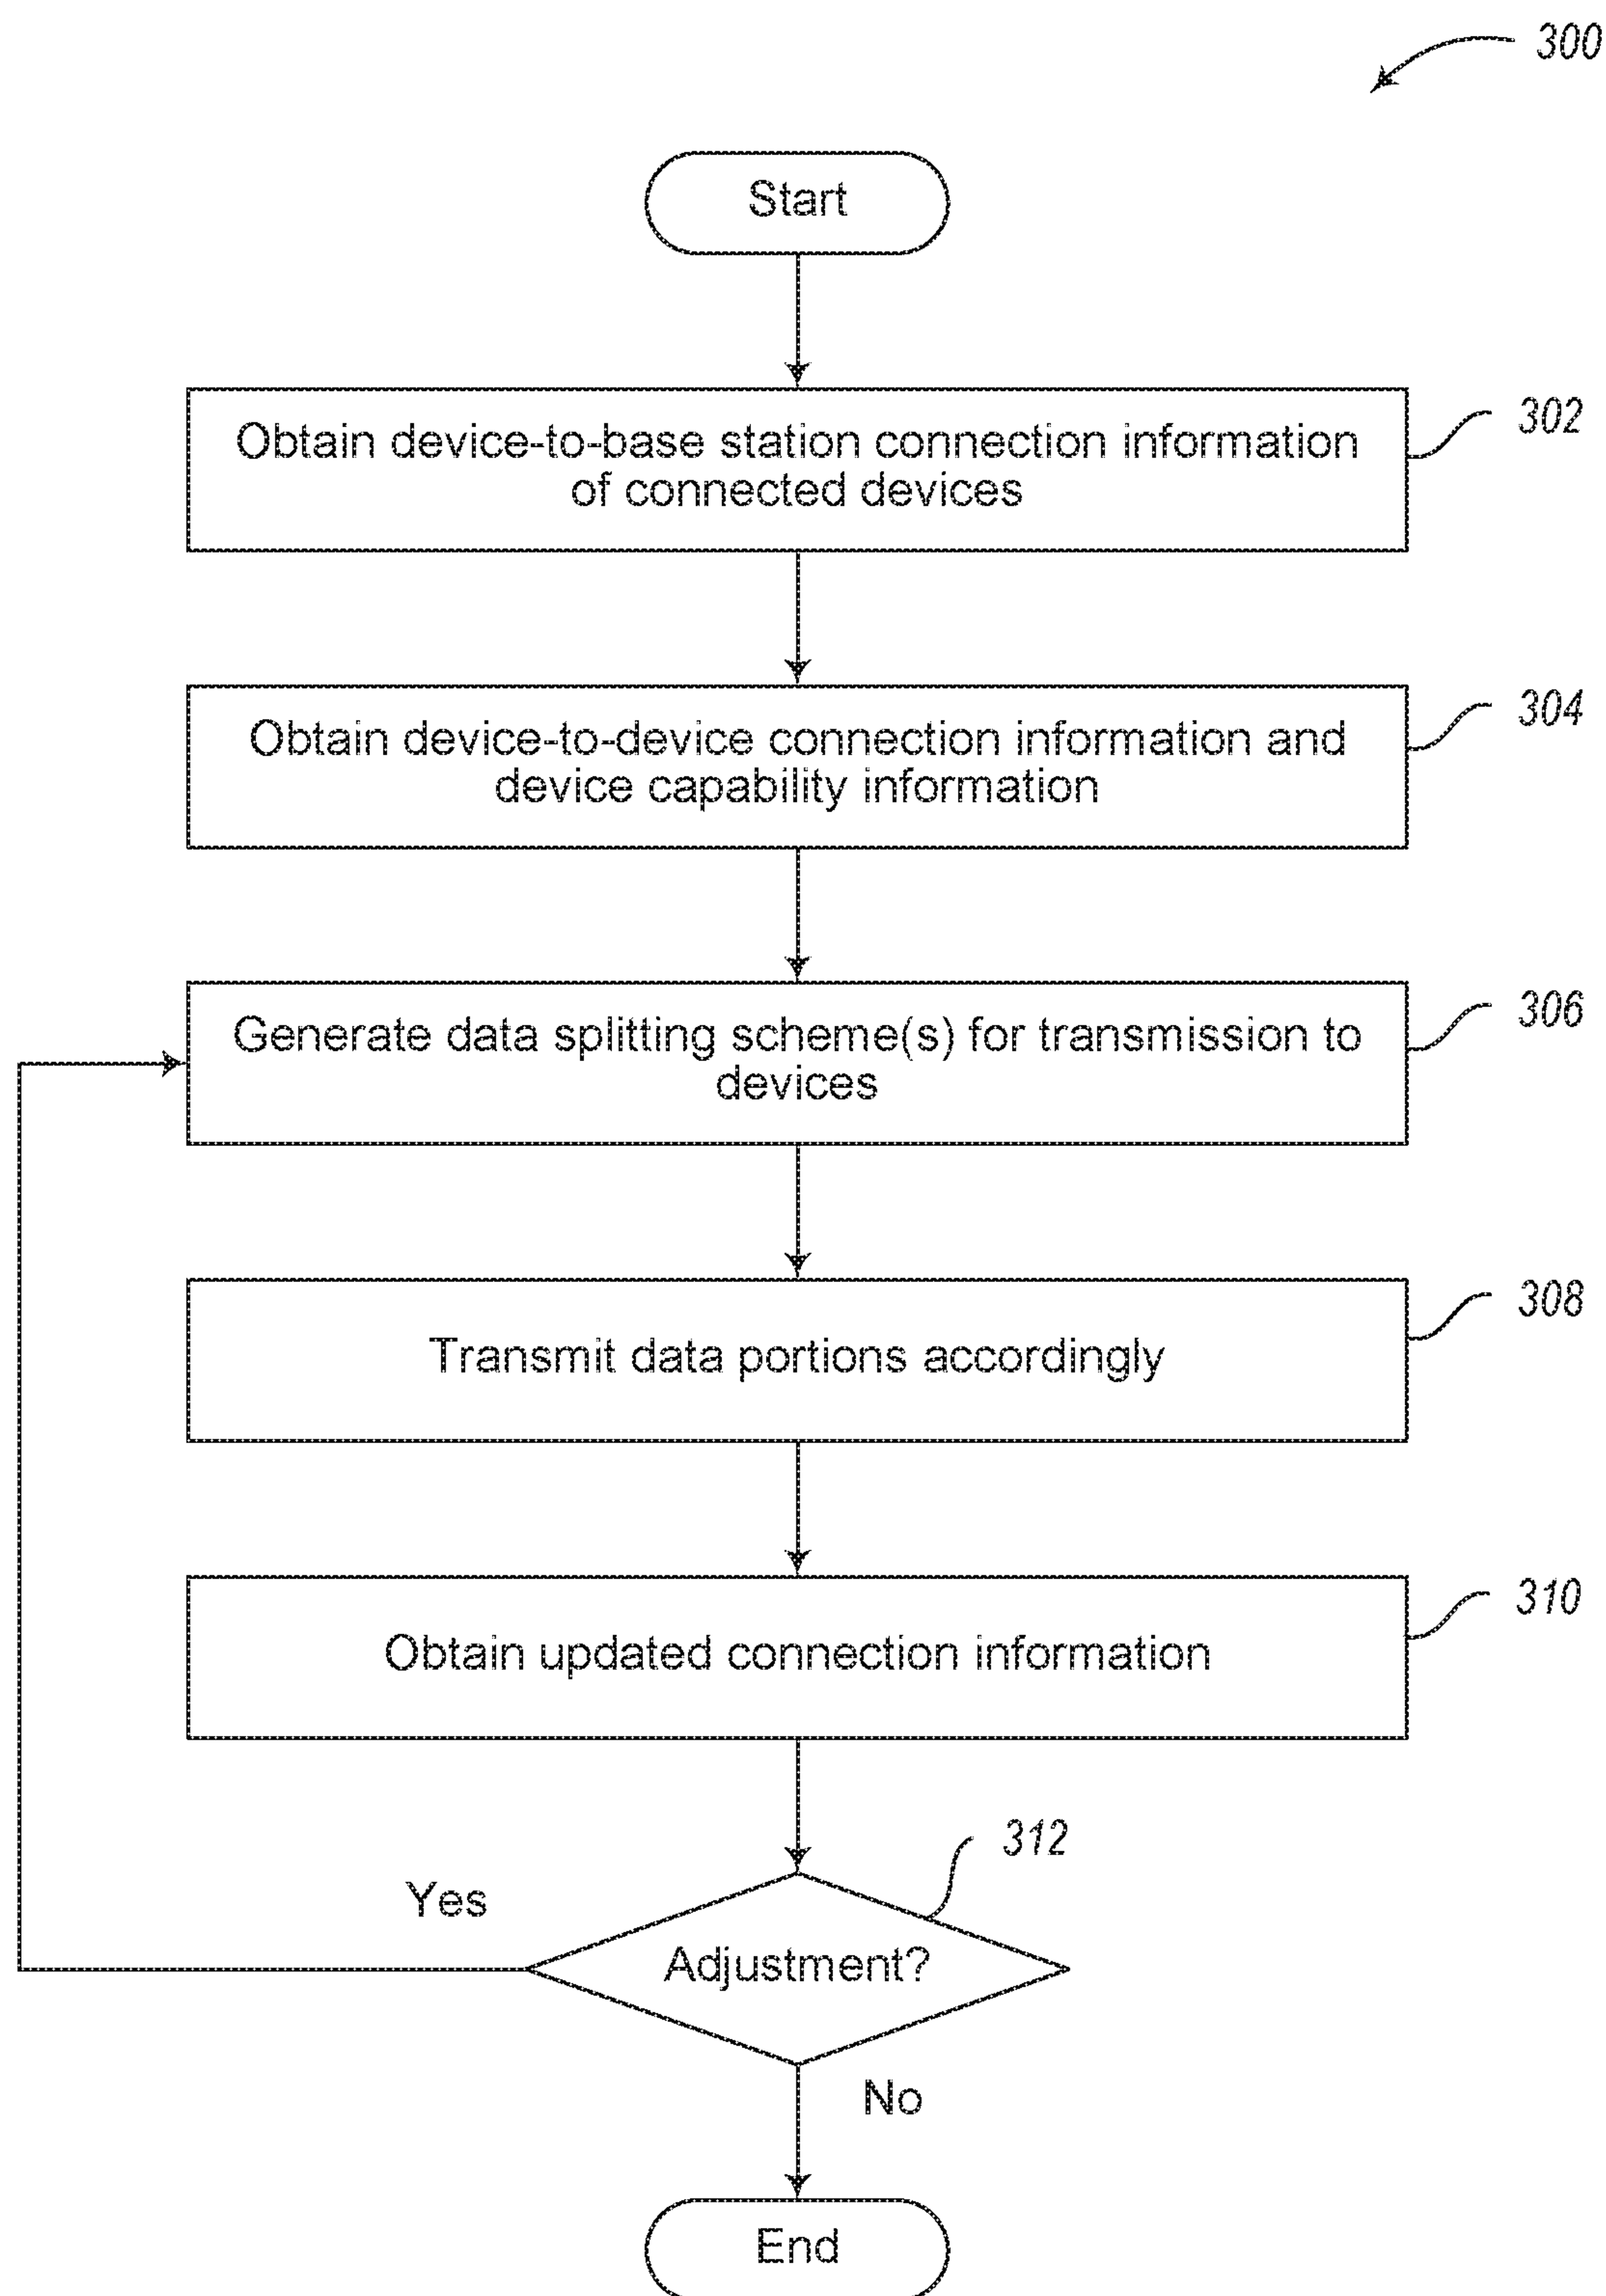 300
Start
Obtain device-to-base station connection information
of connected devices
302
Obtain device-to-device connection information and
device capability information
304
Generate data splitting scheme(s) for transmission to
devices
306
Transmit data portions accordingly
308
Obtain updated connection information
310
312
Yes
Adjustment?
No
End